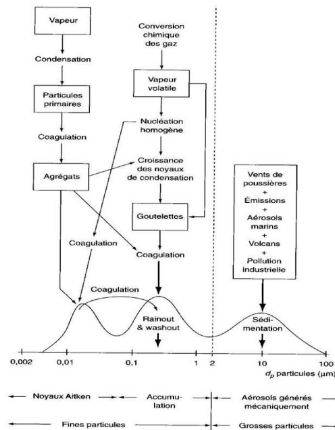 Vapeur
Condensation
Particules
primaires
Coagulation
Agrégats
Conversion
chimique
des gaz
Vapeur
volatile
Nucléation
homogène
Croissance
des noyaux
de condensation
Goutelettes
Coagulation
Coagulation
Coagulation
Vents de
poussières
+
Émissions
+
Aérosols
marins
+
Volcans
+
Pollution
industrielle
Rainout
& washout
Sédi-
mentation
0,002 0,01 0,1 1 2 10 100
dp particules (µm)
Noyaux Aitken
Accumu-
lation
Aérosols générés
mécaniquement
Fines particules
Grosses particules